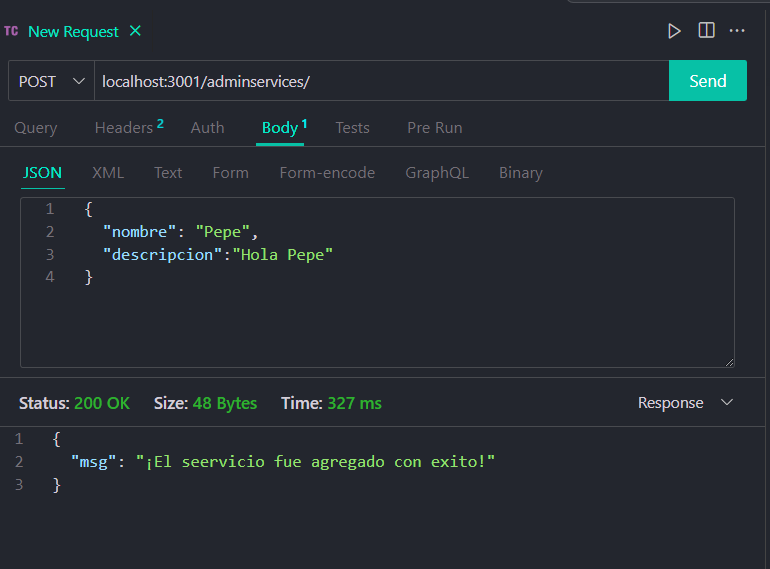 TC New Request
POST localhost:3001/adminservices/ Send
Query Headers 2 Auth Body 1 Tests Pre Run
JSON XML Text Form Form-encode GraphQL Binary
1 {
2 "nombre": "Pepe",
3 "descripcion":"Hola Pepe"
4 }
Status: 200 OK Size: 48 Bytes Time: 327 ms Response
1 {
2 "msg": "¡El seervicio fue agregado con exito!"
3 }